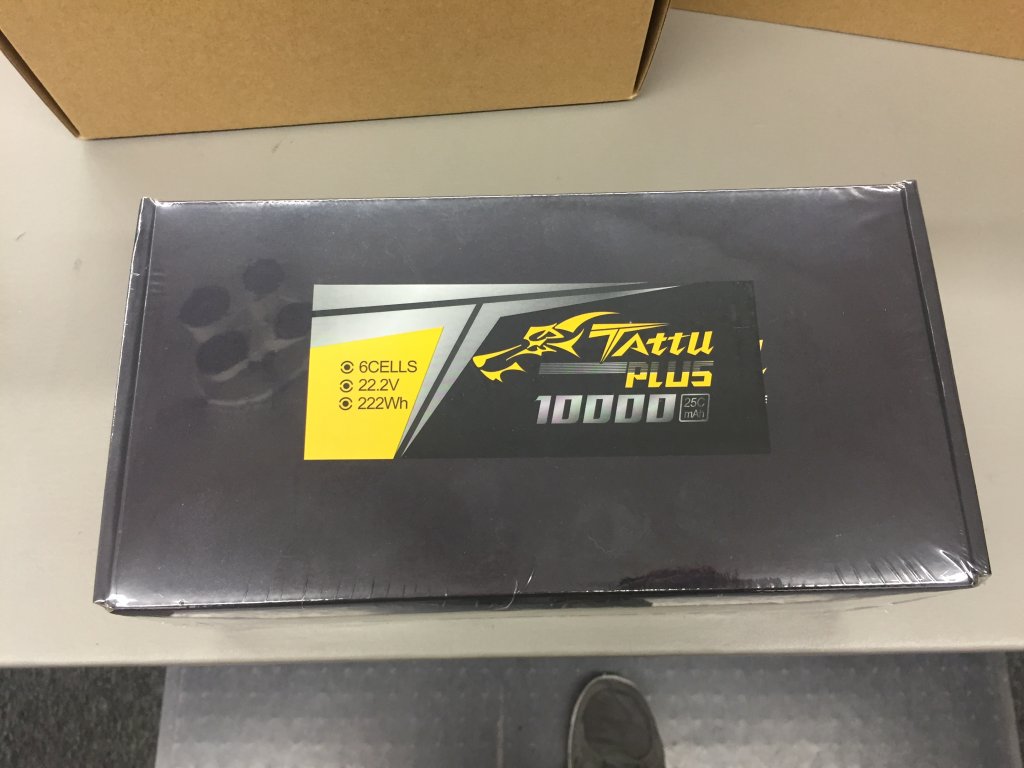 6CELLS
22.2V
222Wh
TATTU
PLUS
10000 25C mAh